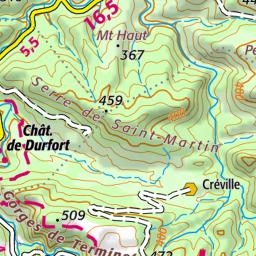 16,5
5,5
Mt Haut
367
459
Serre de Saint-Martin
Chât.
de Durfort
Créville
509
Gorges de Termine